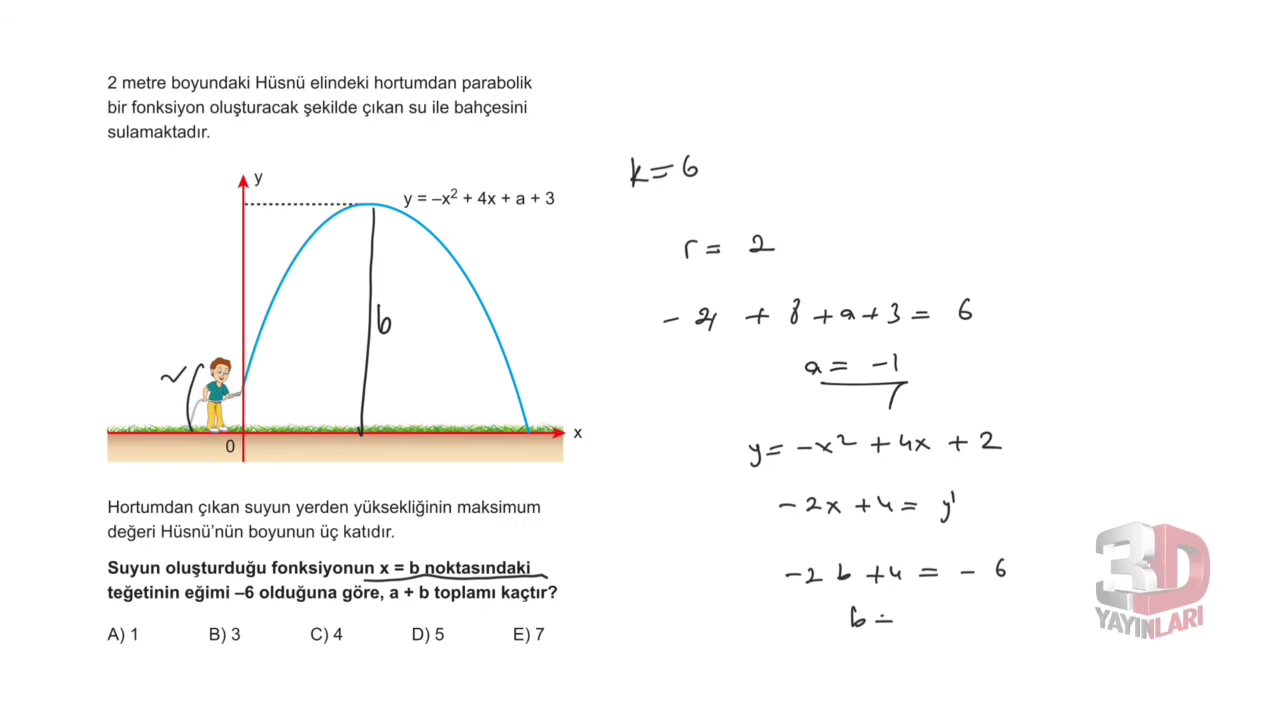 2 metre boyundaki Hüsnü elindeki hortumdan parabolik
bir fonksiyon oluşturacak şekilde çıkan su ile bahçesini
sulamaktadır.
y
y = –x² + 4x + a + 3
b
0
x
Hortumdan çıkan suyun yerden yüksekliğinin maksimum
değeri Hüsnü'nün boyunun üç katıdır.
Suyun oluşturduğu fonksiyonun x = b noktasındaki
teğetinin eğimi –6 olduğuna göre, a + b toplamı kaçtır?
A) 1 B) 3 C) 4 D) 5 E) 7
k = 6
r = 2
- 4 + 8 + a + 3 = 6
a = -1
y = -x² + 4x + 2
- 2x + 4 = y'
-2 b + 4 = - 6
b =
3D
YAYINLARI